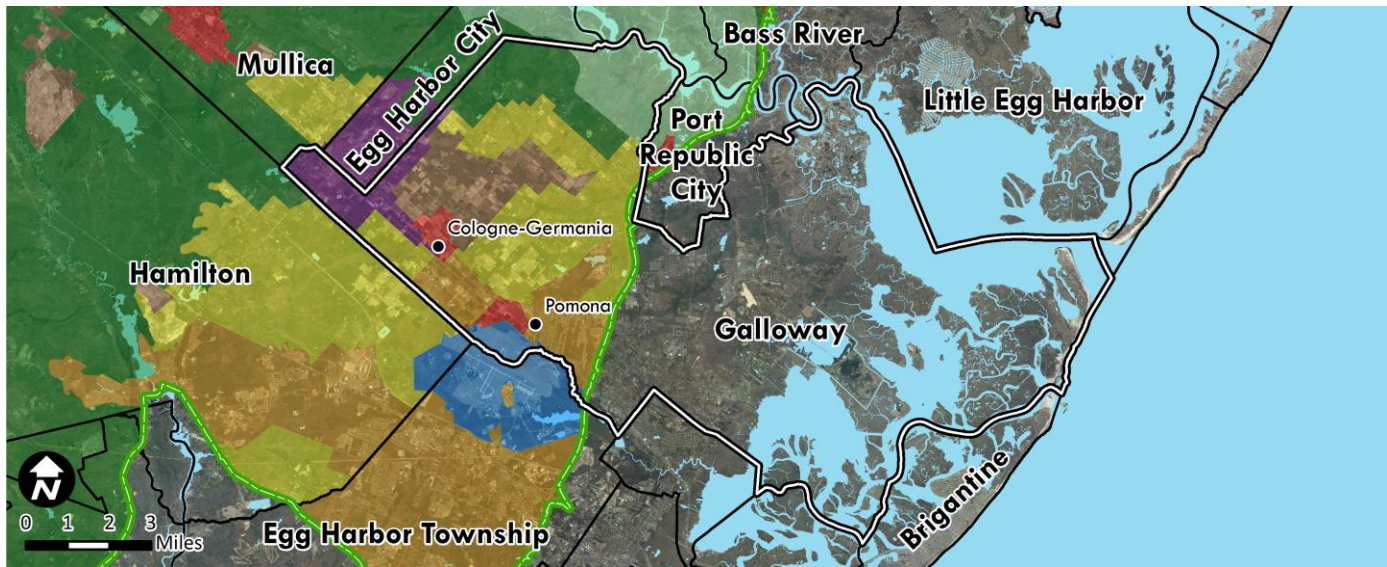 Mullica
Egg Harbor City
Bass River
Little Egg Harbor
Port
Republic
City
Cologne-Germania
Hamilton
Pomona
Galloway
N
0 1 2 3
Miles
Egg Harbor Township
Brigantine